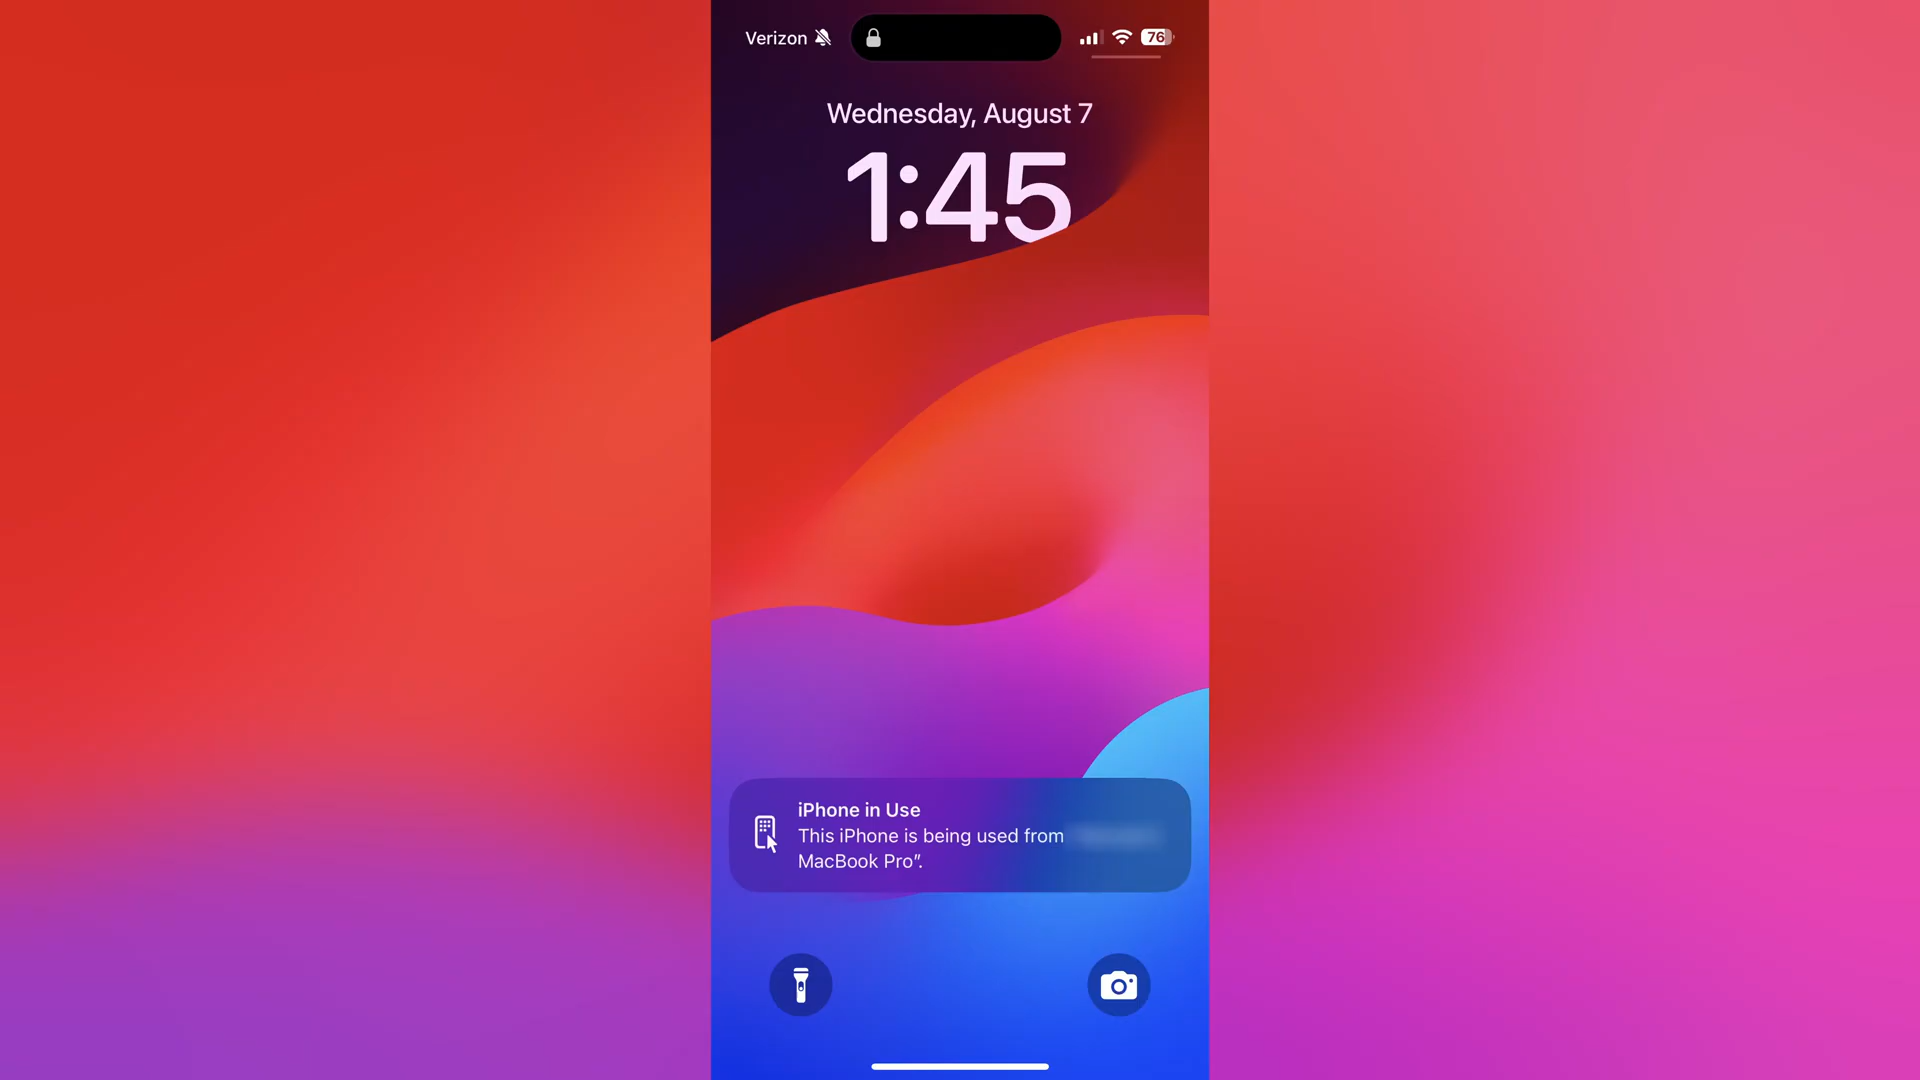 Verizon
76
Wednesday, August 7
1:45
iPhone in Use
This iPhone is being used from
MacBook Pro”.